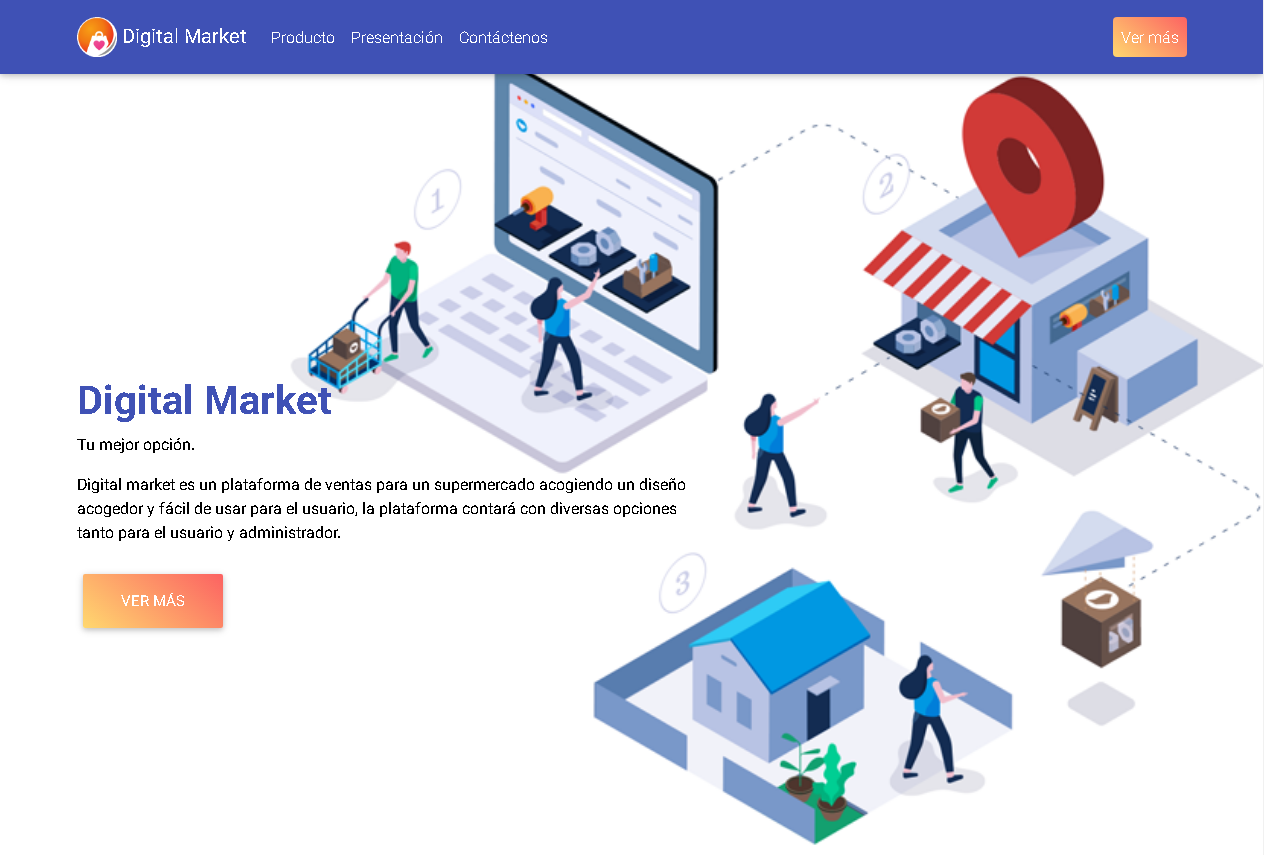 Digital Market
Producto
Presentación
Contáctenos
Ver más
1
2
Digital Market
Tu mejor opción.
Digital market es un plataforma de ventas para un supermercado acogiendo un diseño
acogedor y fácil de usar para el usuario, la plataforma contará con diversas opciones
tanto para el usuario y administrador.
VER MÁS
3